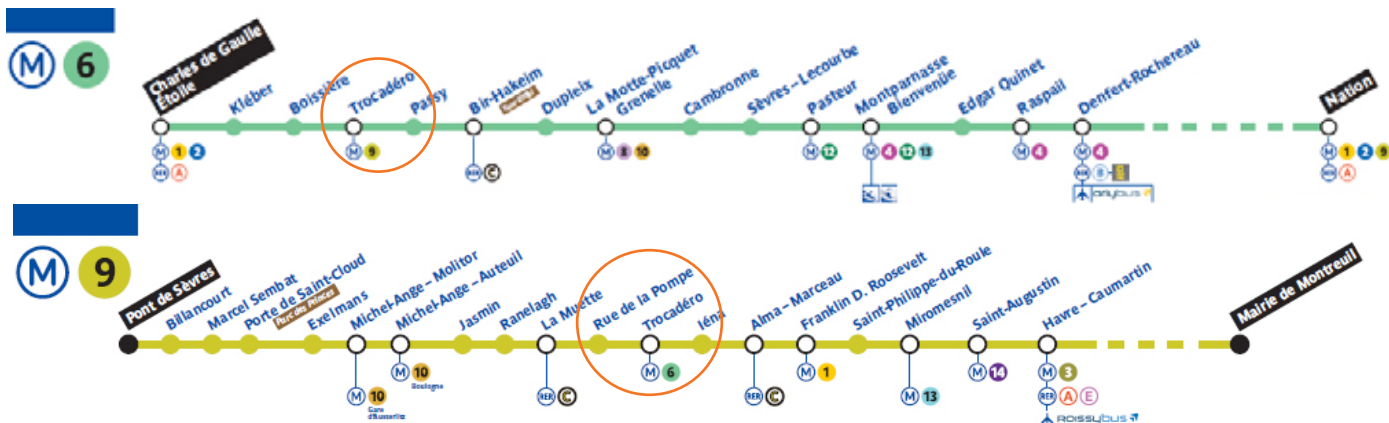 M 6
Charles de Gaulle
Étoile
Kléber
Boissière
Trocadéro
Passy
Bir-Hakeim
Dupleix
La Motte-Picquet
Grenelle
Cambronne
Sèvres – Lecourbe
Pasteur
Montparnasse
Bienvenüe
Edgar Quinet
Raspail
Denfert-Rochereau
Nation
M 1 2
RER A
M 9
RER C
M 8 10
M 12
M 4 12 13
M 4
M 4
RER B
M 1 2 9
RER A
M 9
Pont de Sèvres
Billancourt
Marcel Sembat
Porte de Saint-Cloud
Parc des Princes
Exelmans
Michel-Ange – Molitor
Michel-Ange – Auteuil
Jasmin
Ranelagh
La Muette
Rue de la Pompe
Trocadéro
Iéna
Alma – Marceau
Franklin D. Roosevelt
Saint-Philippe-du-Roule
Miromesnil
Saint-Augustin
Havre – Caumartin
Mairie de Montreuil
M 10
Gare
d'Austerlitz
M 10
Boulogne
RER C
M 6
RER C
M 1
M 13
M 14
M 3
RER A E
ROISSYBUS